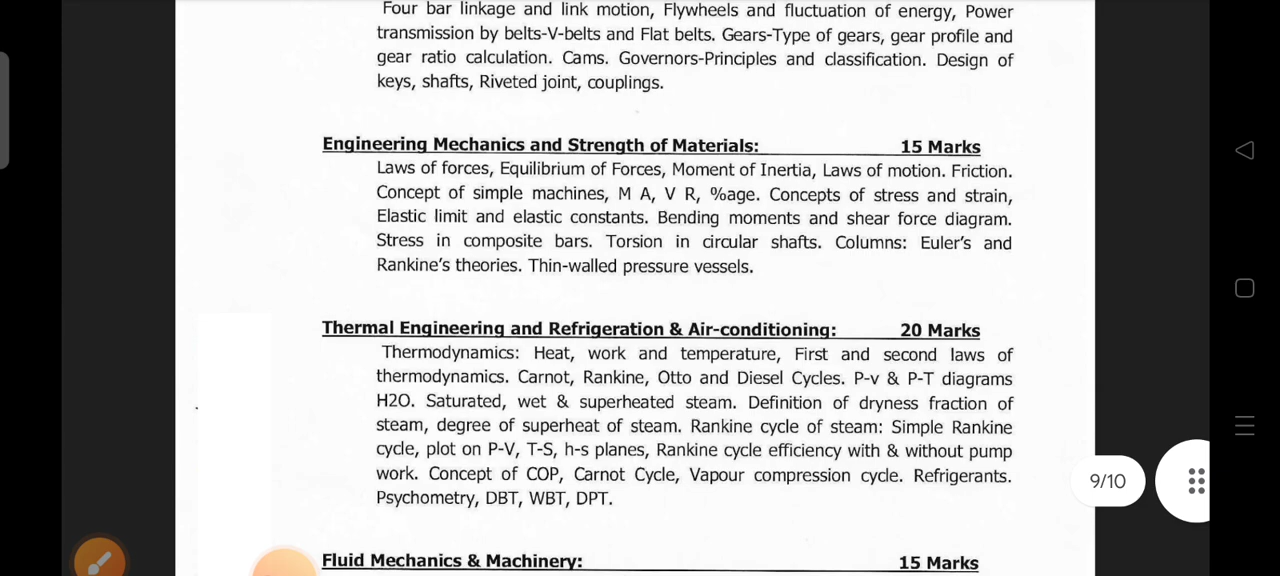 Four bar linkage and link motion, Flywheels and fluctuation of energy, Power
transmission by belts-V-belts and Flat belts. Gears-Type of gears, gear profile and
gear ratio calculation. Cams. Governors-Principles and classification. Design of
keys, shafts, Riveted joint, couplings.
Engineering Mechanics and Strength of Materials: 15 Marks
Laws of forces, Equilibrium of Forces, Moment of Inertia, Laws of motion. Friction.
Concept of simple machines, M A, V R, %age. Concepts of stress and strain,
Elastic limit and elastic constants. Bending moments and shear force diagram.
Stress in composite bars. Torsion in circular shafts. Columns: Euler's and
Rankine's theories. Thin-walled pressure vessels.
Thermal Engineering and Refrigeration & Air-conditioning: 20 Marks
Thermodynamics: Heat, work and temperature, First and second laws of
thermodynamics. Carnot, Rankine, Otto and Diesel Cycles. P-v & P-T diagrams
H2O. Saturated, wet & superheated steam. Definition of dryness fraction of
steam, degree of superheat of steam. Rankine cycle of steam: Simple Rankine
cycle, plot on P-V, T-S, h-s planes, Rankine cycle efficiency with & without pump
work. Concept of COP, Carnot Cycle, Vapour compression cycle. Refrigerants.
Psychometry, DBT, WBT, DPT.
9/10
Fluid Mechanics & Machinery: 15 Marks